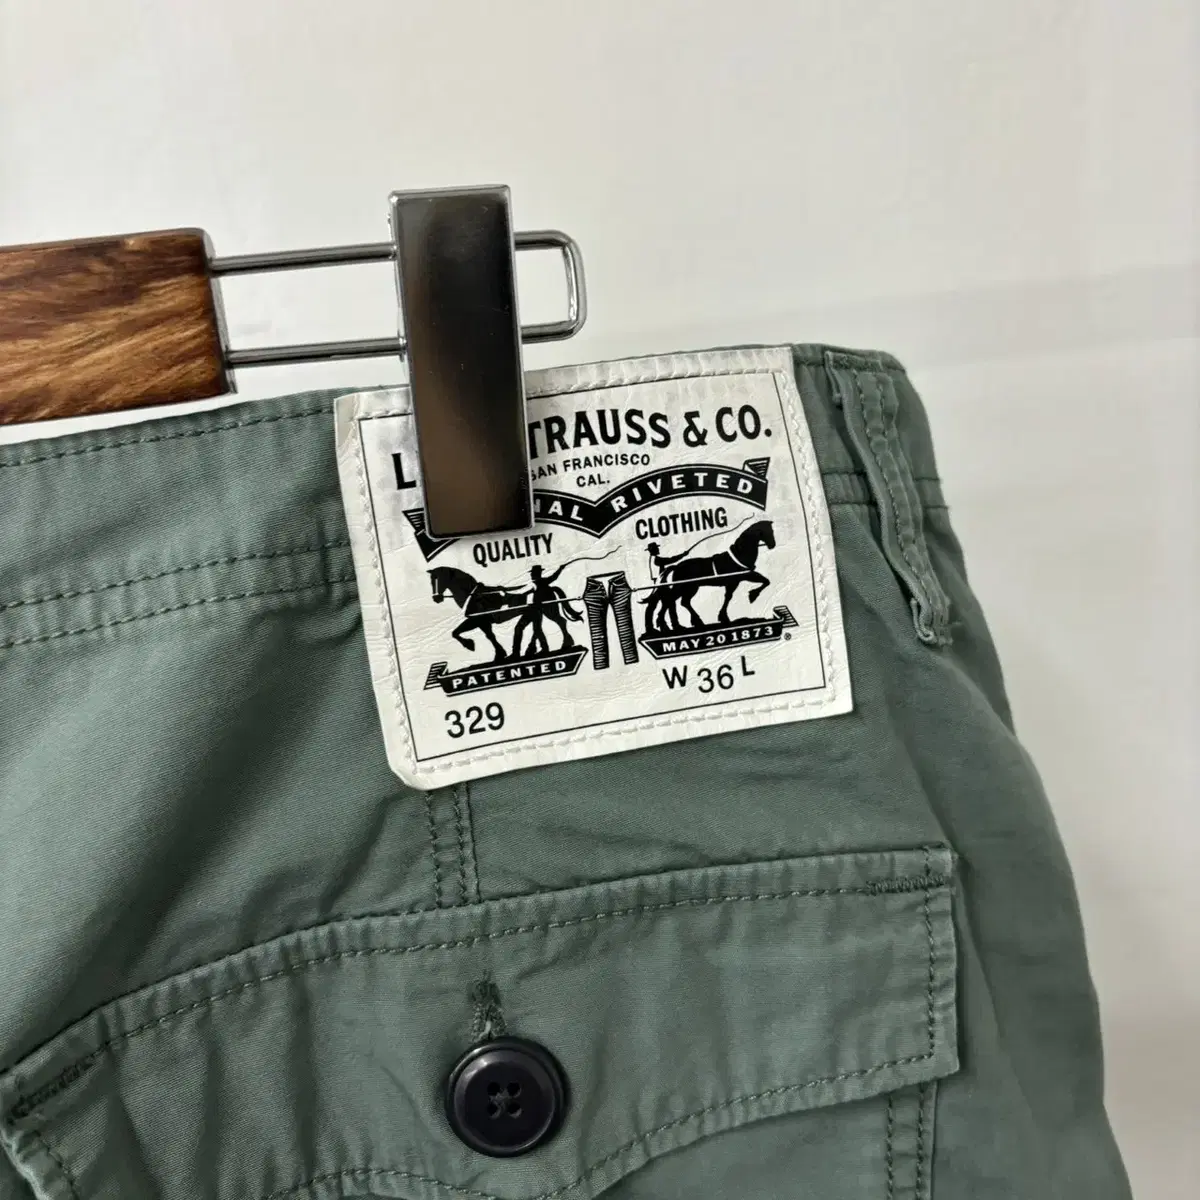 TRAUSS & CO.
SAN FRANCISCO
CAL.
RIVETED
QUALITY CLOTHING
PATENTED MAY 20 1873 ®
329 W 36 L